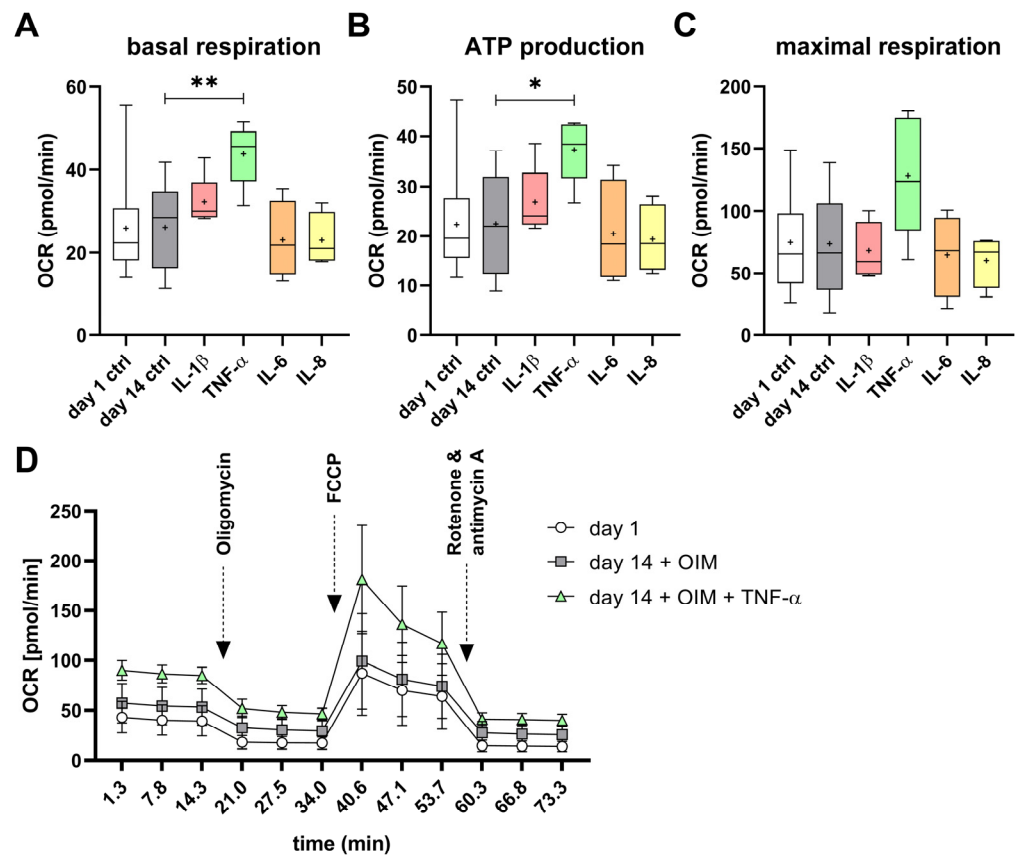 A
basal respiration
**
OCR (pmol/min)
60
40
20
0
day 1 ctrl
day 14 ctrl
IL-1β
TNF-α
IL-6
IL-8
B
ATP production
*
OCR (pmol/min)
50
40
30
20
10
0
day 1 ctrl
day 14 ctrl
IL-1β
TNF-α
IL-6
IL-8
C
maximal respiration
OCR (pmol/min)
200
150
100
50
0
day 1 ctrl
day 14 ctrl
IL-1β
TNF-α
IL-6
IL-8
D
Oligomycin
FCCP
Rotenone &
antimycin A
OCR [pmol/min]
250
200
150
100
50
0
1.3
7.8
14.3
21.0
27.5
34.0
40.6
47.1
53.7
60.3
66.8
73.3
time (min)
day 1
day 14 + OIM
day 14 + OIM + TNF-α